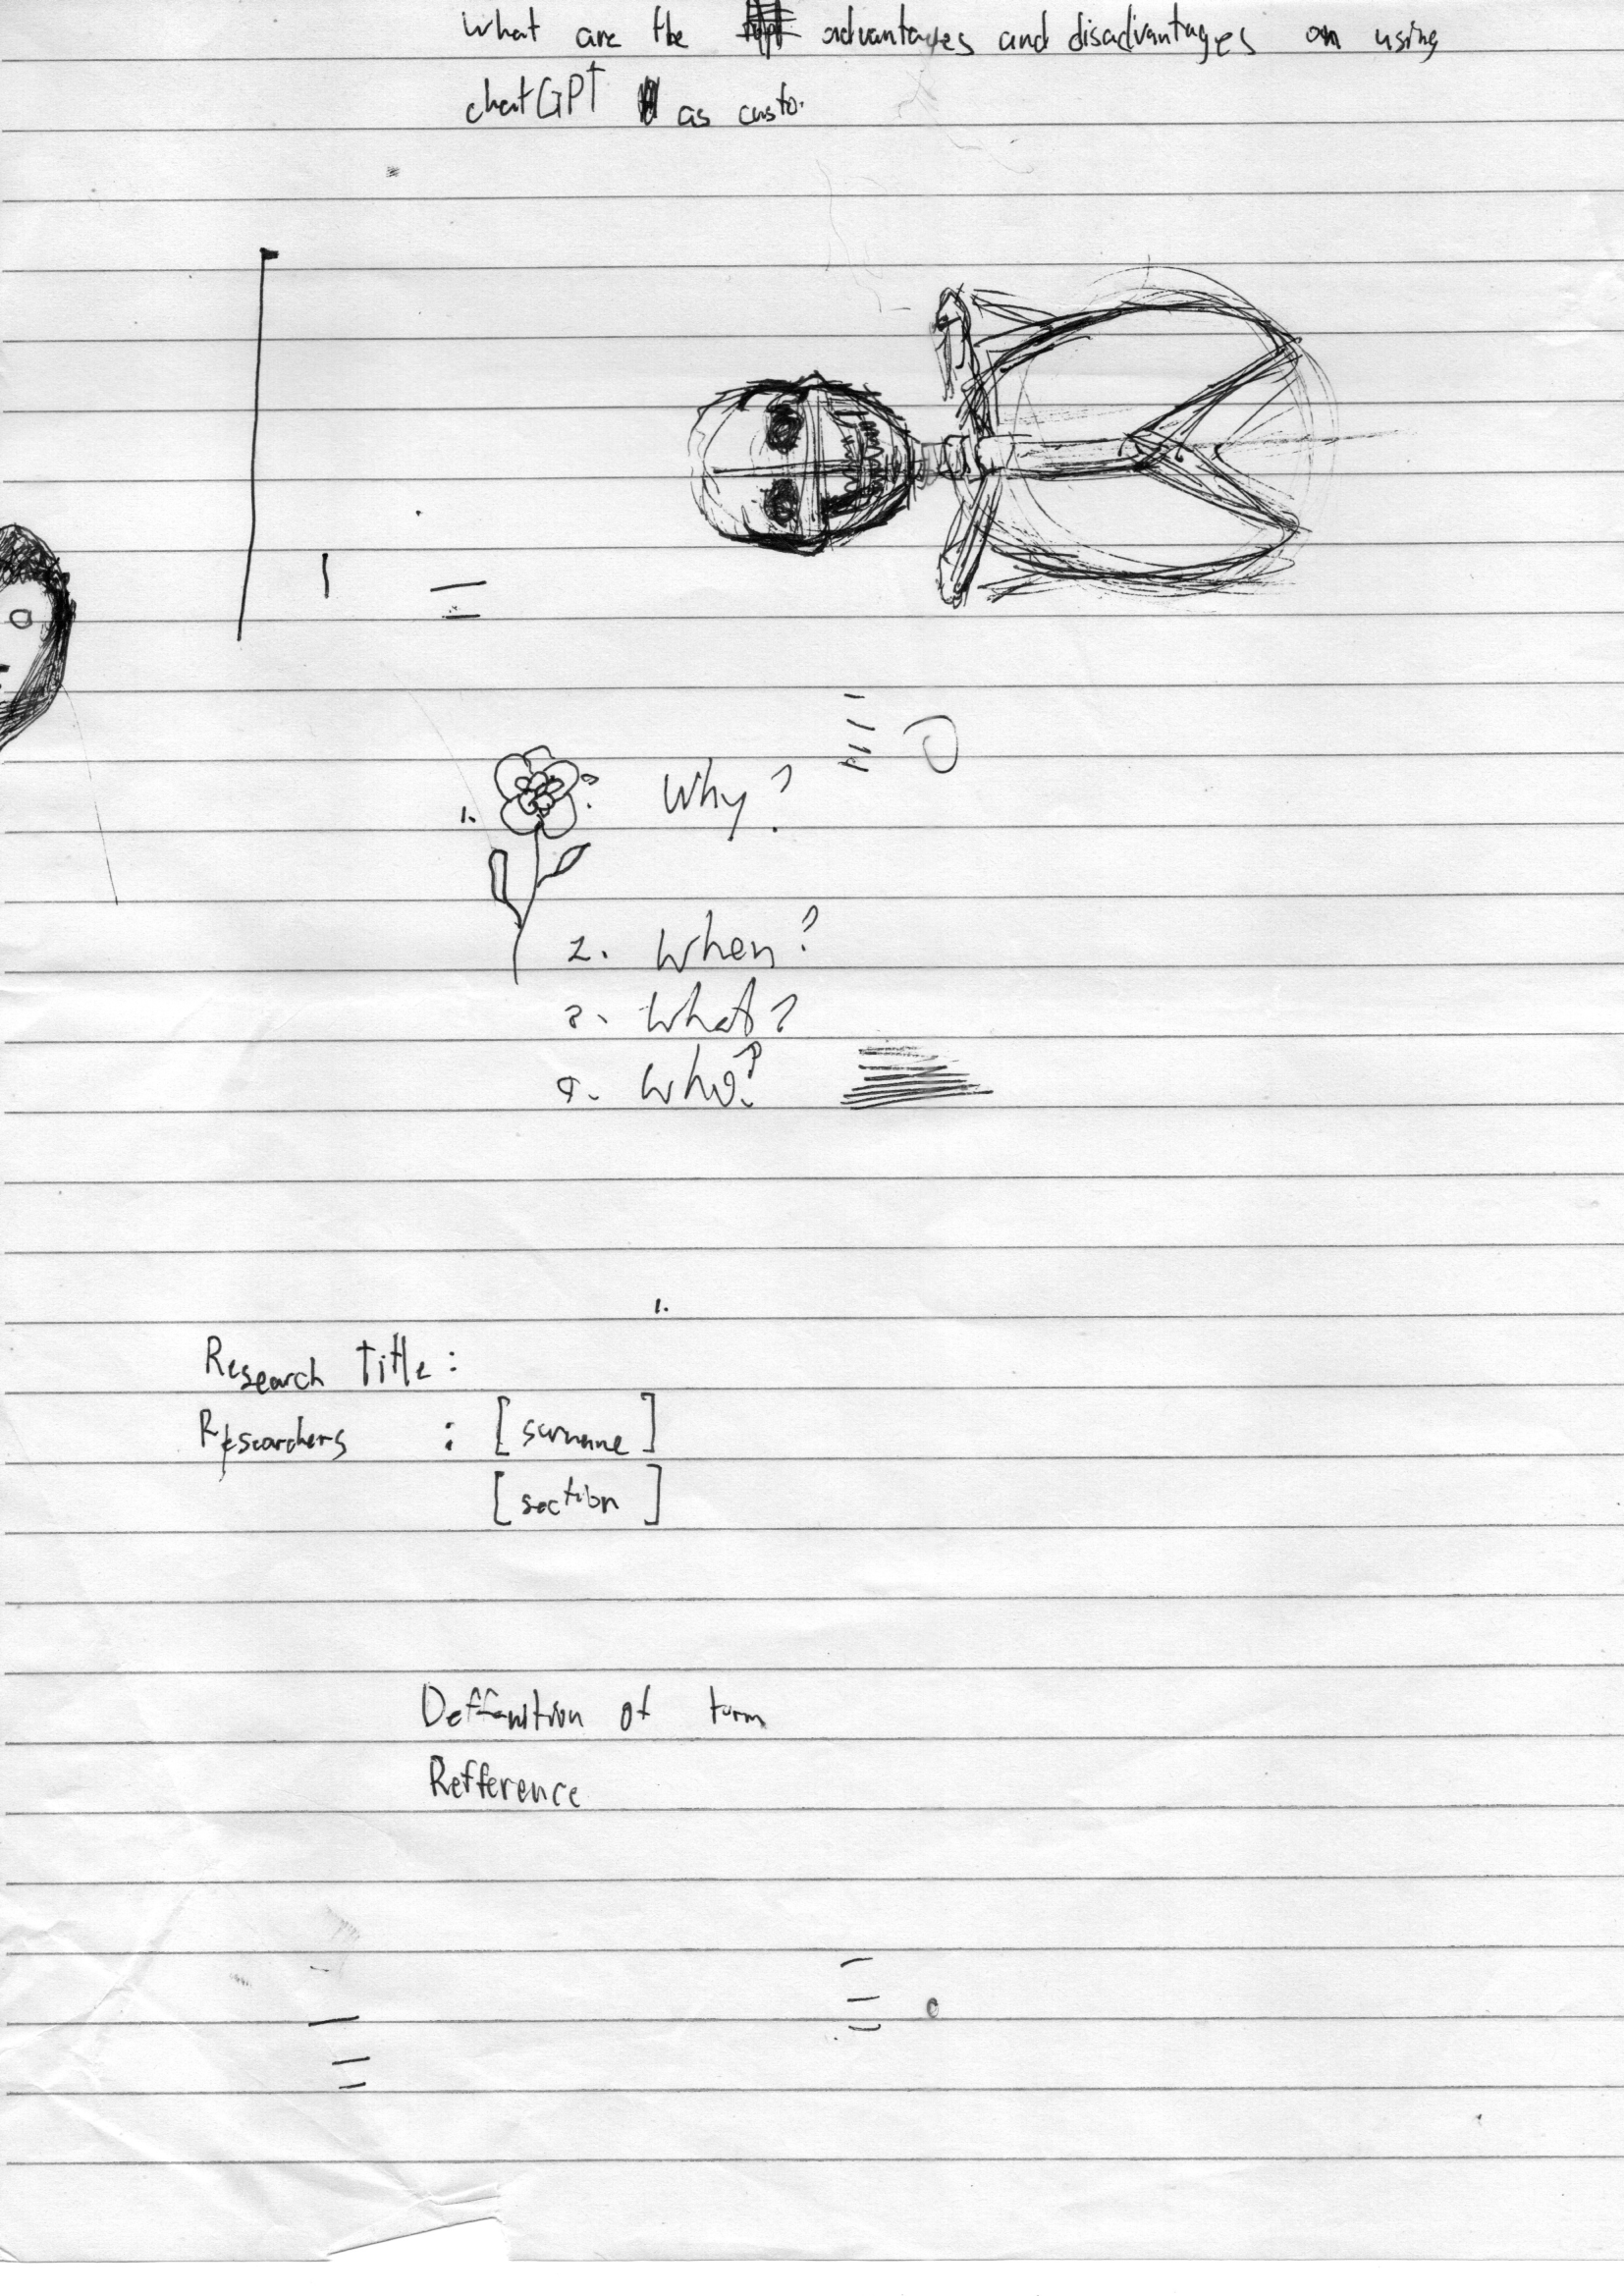 What are the advantages and disadvantages on using
chatGPT as custo.
1. ? Why?
2. When?
3. What?
4. Who?
1.
Research Title:
Researchers : [surname]
[section]
Deffenition of term
Refference